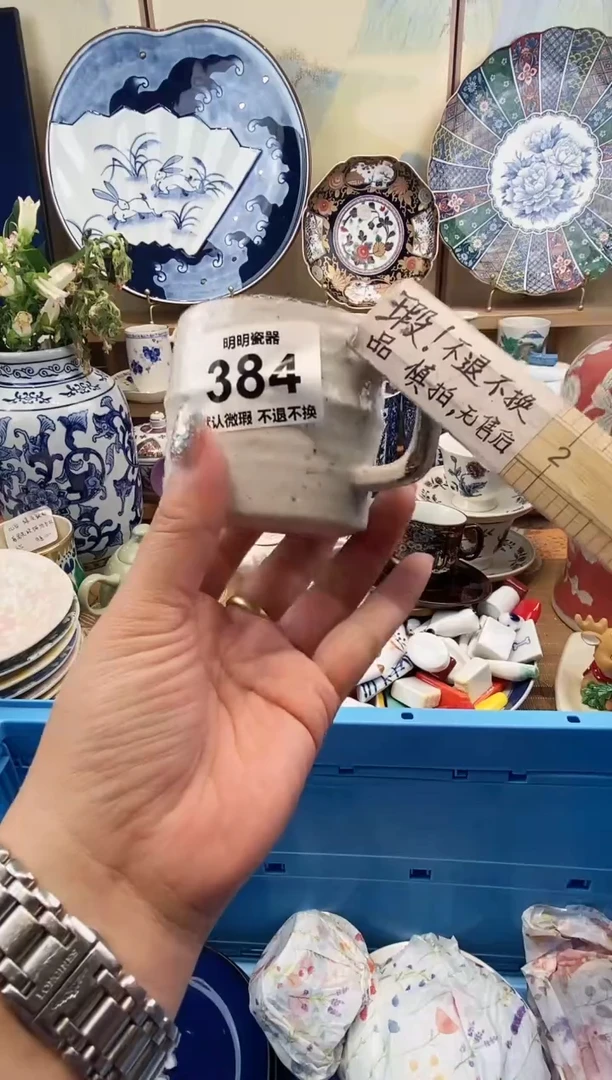 明明瓷器
384
认微瑕 不退不换
瑕！不退不换
品 慎拍，无售后
2